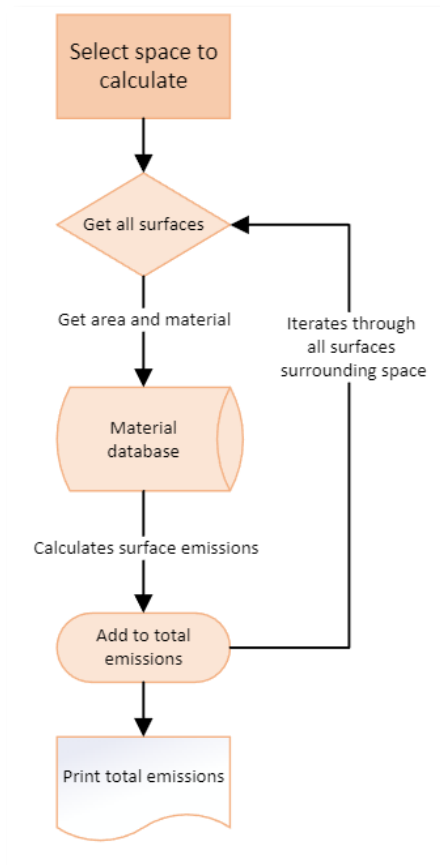 Select space to
calculate
Get all surfaces
Get area and material
Iterates through
all surfaces
surrounding space
Material
database
Calculates surface emissions
Add to total
emissions
Print total emissions